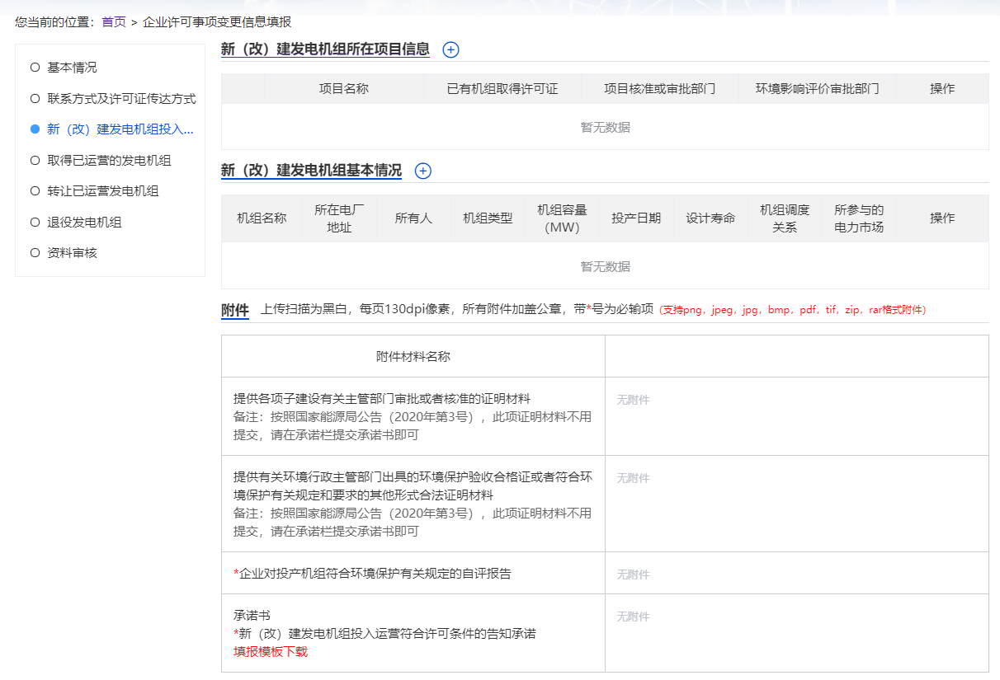 您当前的位置：首页 > 企业许可事项变更信息填报
基本情况
联系方式及许可证传达方式
新（改）建发电机组投入...
取得已运营的发电机组
转让已运营发电机组
退役发电机组
资料审核
新（改）建发电机组所在项目信息
项目名称 已有机组取得许可证 项目核准或审批部门 环境影响评价审批部门 操作
暂无数据
新（改）建发电机组基本情况
机组名称 所在电厂地址 所有人 机组类型 机组容量(MW) 投产日期 设计寿命 机组调度关系 所参与的电力市场 操作
暂无数据
附件 上传扫描为黑白，每页130dpi像素，所有附件加盖公章，带*号为必输项（支持png，jpeg，jpg，bmp，pdf，tif，zip，rar格式附件）
附件材料名称
提供各项子建设有关主管部门审批或者核准的证明材料 无附件
备注：按照国家能源局公告（2020年第3号），此项证明材料不用
提交，请在承诺栏提交承诺书即可
提供有关环境行政主管部门出具的环境保护验收合格证或者符合环 无附件
境保护有关规定和要求的其他形式合法证明材料
备注：按照国家能源局公告（2020年第3号），此项证明材料不用
提交，请在承诺栏提交承诺书即可
*企业对投产机组符合环境保护有关规定的自评报告 无附件
承诺书 无附件
*新（改）建发电机组投入运营符合许可条件的告知承诺
填报模板下载